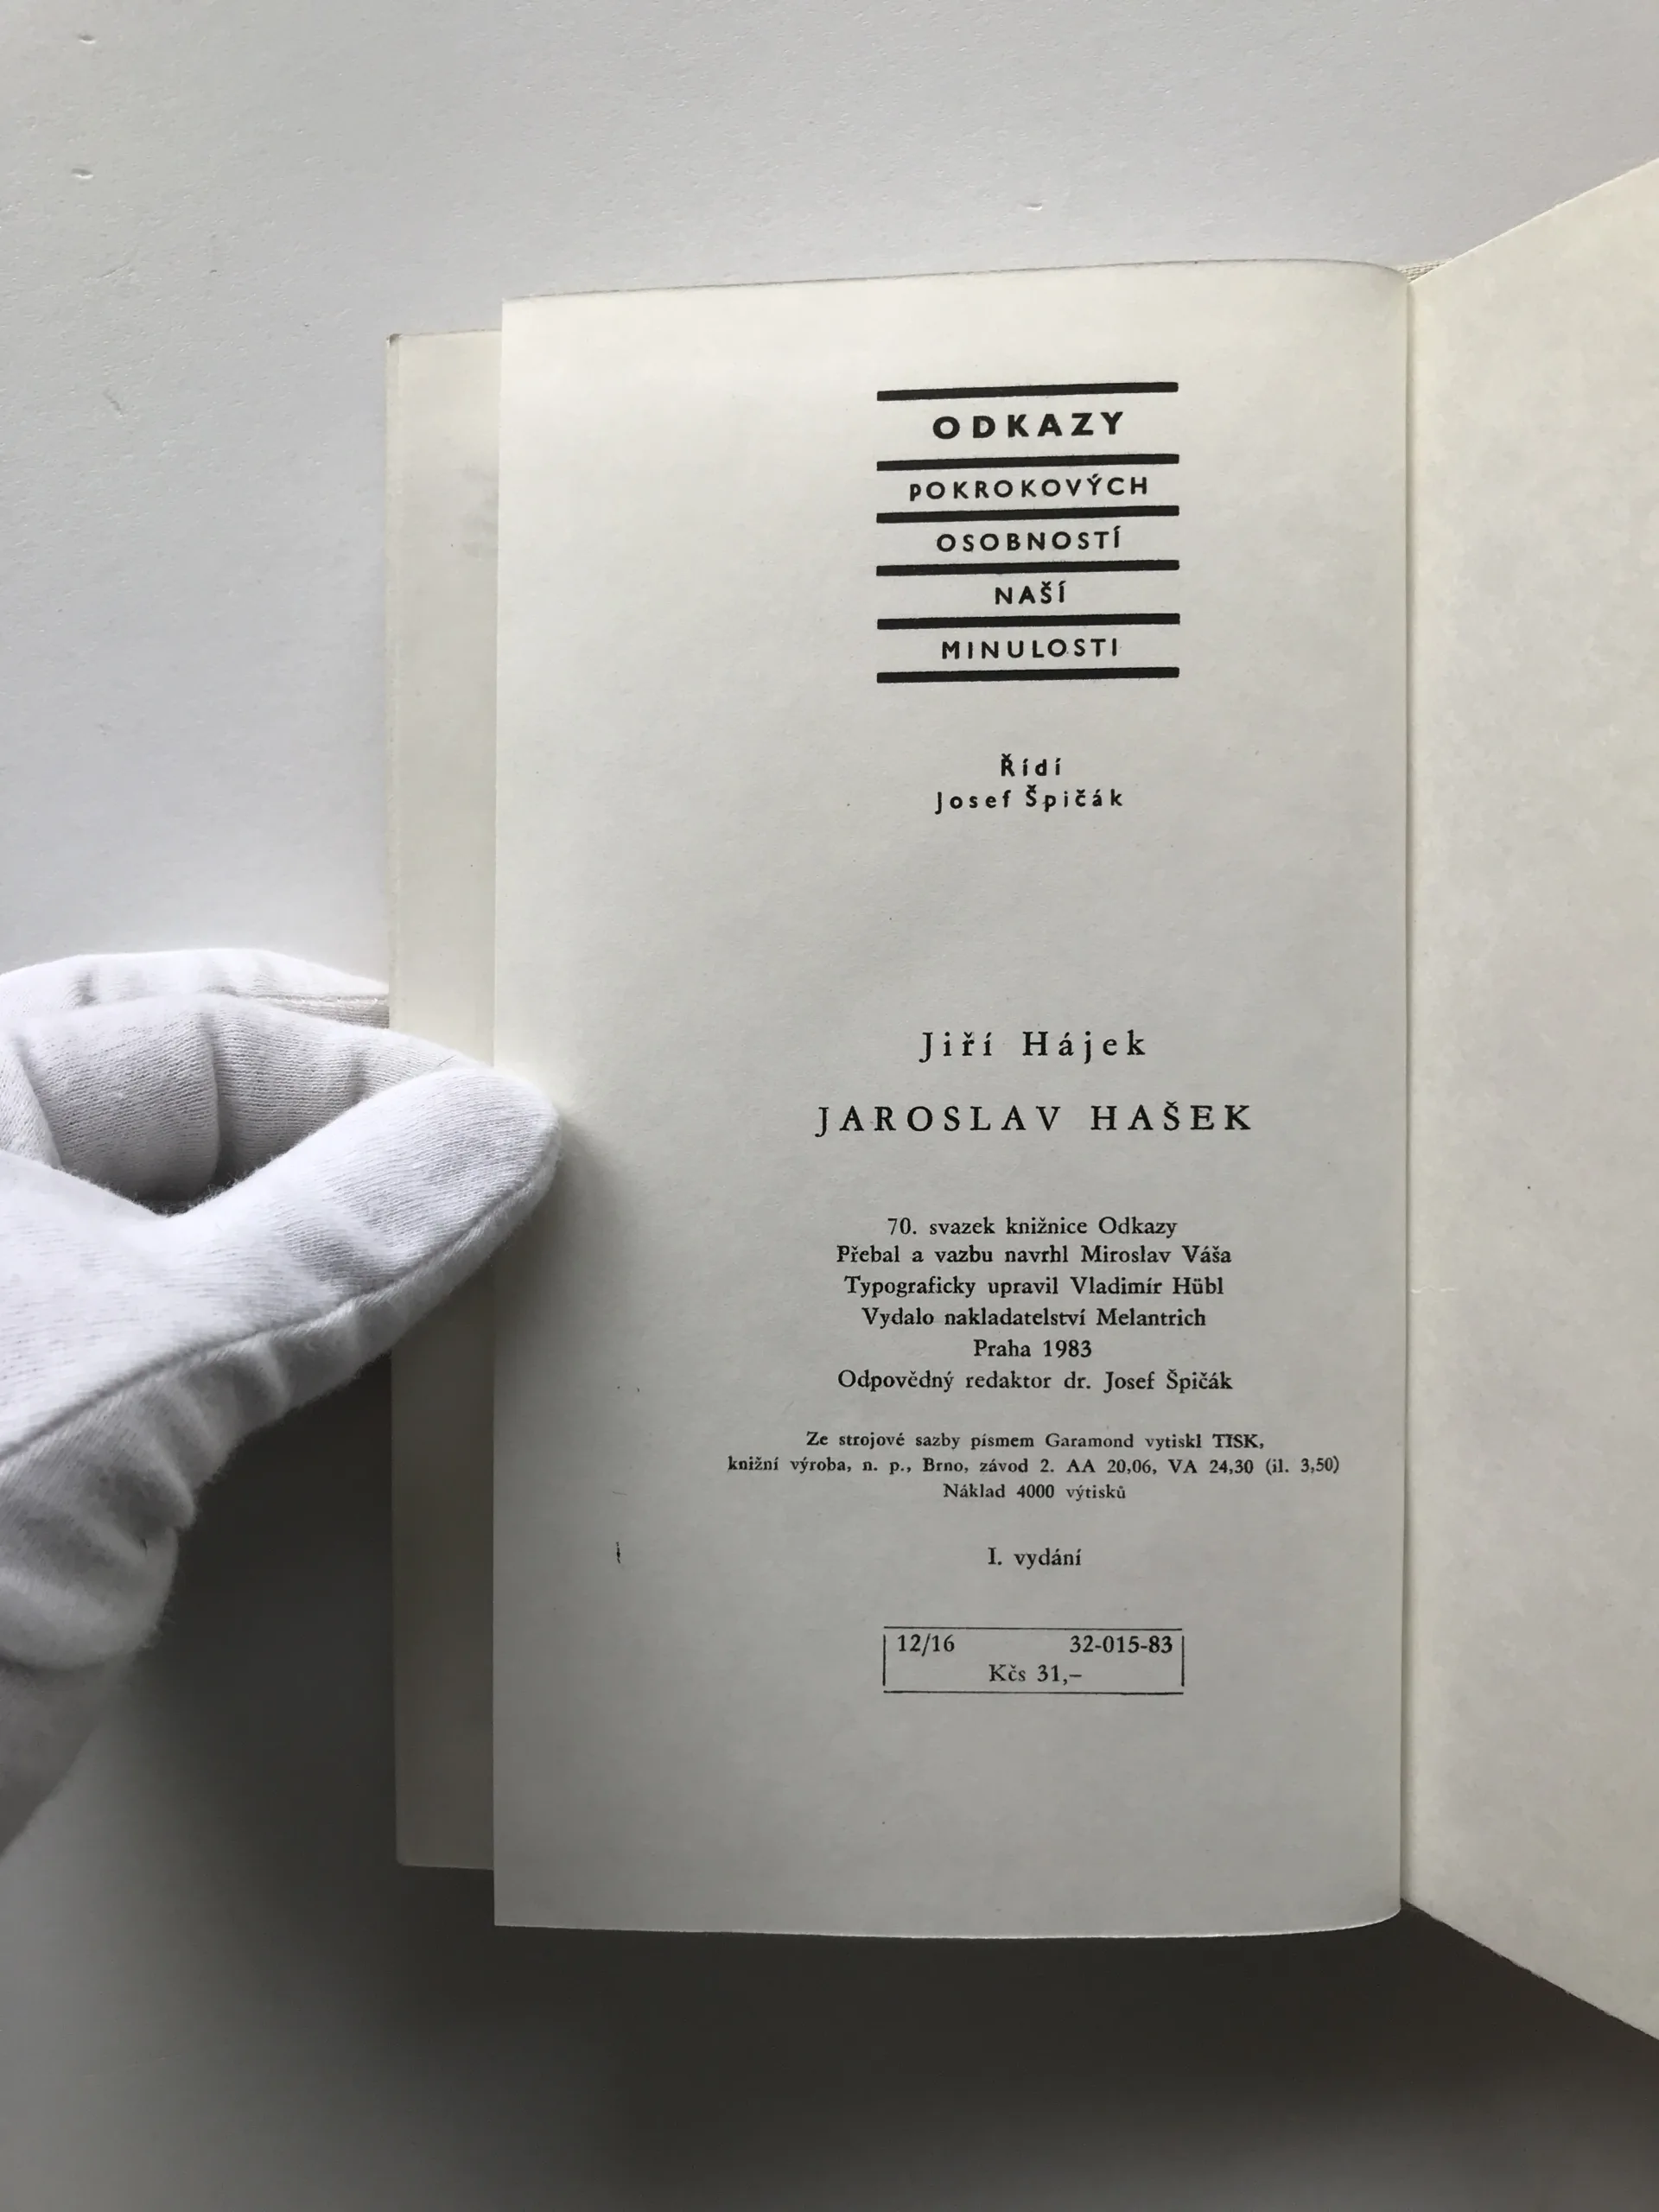 ODKAZY
POKROKOVÝCH
OSOBNOSTÍ
NAŠÍ
MINULOSTI
Řídí
Josef Špičák
Jiří Hájek
JAROSLAV HAŠEK
70. svazek knižnice Odkazy
Přebal a vazbu navrhl Miroslav Váša
Typograficky upravil Vladimír Hübl
Vydalo nakladatelství Melantrich
Praha 1983
Odpovědný redaktor dr. Josef Špičák
Ze strojové sazby písmem Garamond vytiskl TISK,
knižní výroba, n. p., Brno, závod 2. AA 20,06, VA 24,30 (il. 3,50)
Náklad 4000 výtisků
I. vydání
12/16 32-015-83
Kčs 31,–